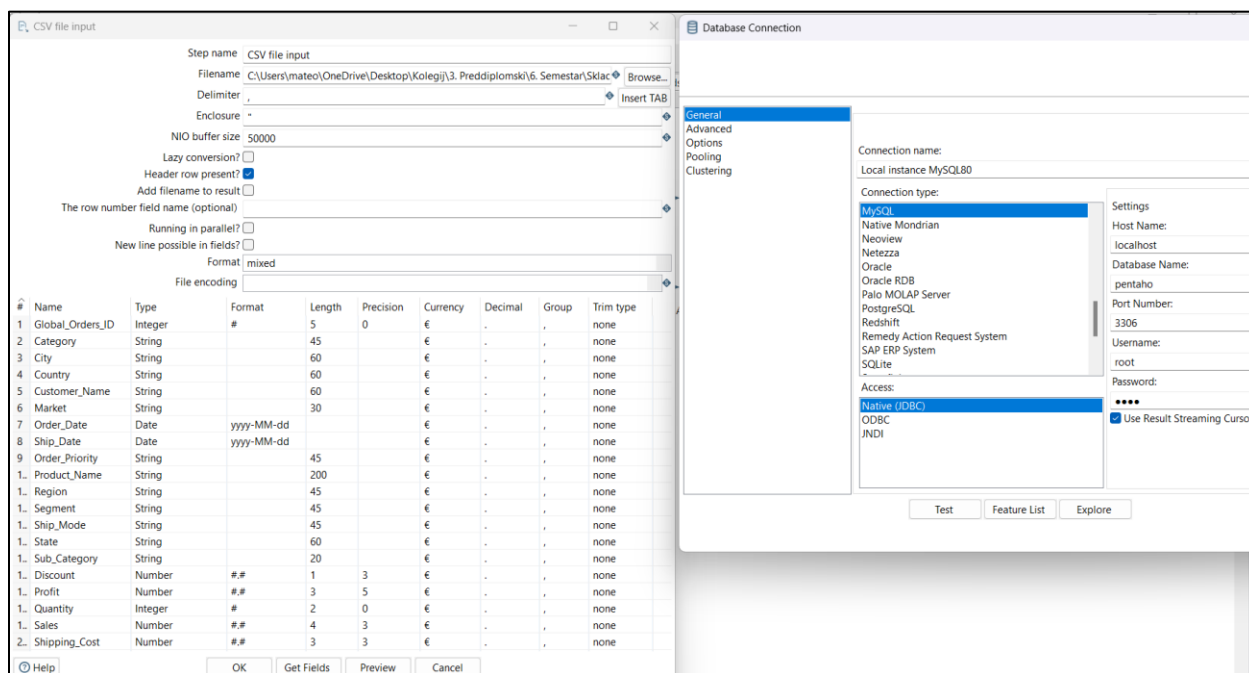 CSV file input
Step name CSV file input
Filename C:\Users\mateo\OneDrive\Desktop\Kolegij\3. Preddiplomski\6. Semestar\Sklac Browse...
Delimiter , Insert TAB
Enclosure "
NIO buffer size 50000
Lazy conversion?
Header row present?
Add filename to result
The row number field name (optional)
Running in parallel?
New line possible in fields?
Format mixed
File encoding
# Name Type Format Length Precision Currency Decimal Group Trim type
1 Global_Orders_ID Integer # 5 0 € . , none
2 Category String 45 € . , none
3 City String 60 € . , none
4 Country String 60 € . , none
5 Customer_Name String 60 € . , none
6 Market String 30 € . , none
7 Order_Date Date yyyy-MM-dd € . , none
8 Ship_Date Date yyyy-MM-dd € . , none
9 Order_Priority String 45 € . , none
1.. Product_Name String 200 € . , none
1.. Region String 45 € . , none
1.. Segment String 45 € . , none
1.. Ship_Mode String 45 € . , none
1.. State String 60 € . , none
1.. Sub_Category String 20 € . , none
1.. Discount Number #.# 1 3 € . , none
1.. Profit Number #.# 3 5 € . , none
1.. Quantity Integer # 2 0 € . , none
1.. Sales Number #.# 4 3 € . , none
2.. Shipping_Cost Number #.# 3 3 € . , none
Help OK Get Fields Preview Cancel
Database Connection
General
Advanced
Options
Pooling
Clustering
Connection name:
Local instance MySQL80
Connection type:
MySQL
Native Mondrian
Neoview
Netezza
Oracle
Oracle RDB
Palo MOLAP Server
PostgreSQL
Redshift
Remedy Action Request System
SAP ERP System
SQLite
Access:
Native (JDBC)
ODBC
JNDI
Settings
Host Name:
localhost
Database Name:
pentaho
Port Number:
3306
Username:
root
Password:
●●●●
Use Result Streaming Curso
Test Feature List Explore